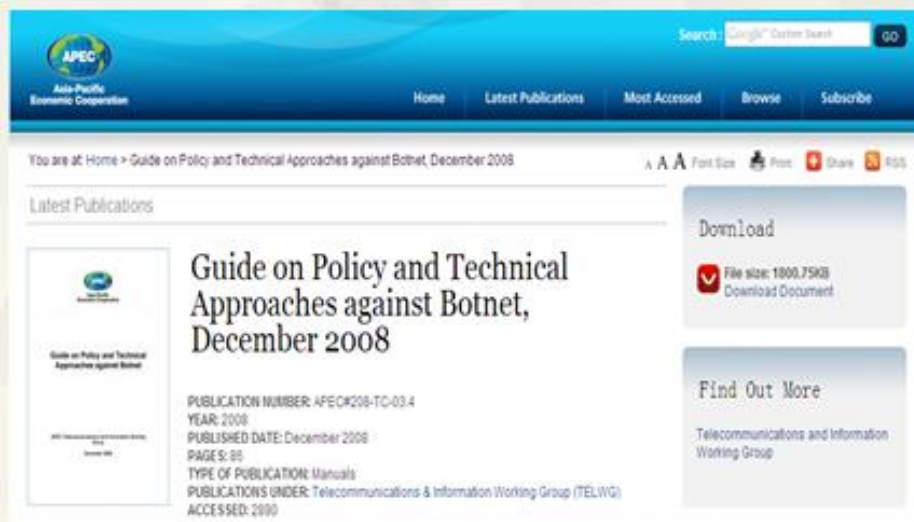 Search: Google™ Custom Search GO
APEC
Asia-Pacific
Economic Cooperation
Home Latest Publications Most Accessed Browse Subscribe
You are at: Home > Guide on Policy and Technical Approaches against Botnet, December 2008
A A A Font Size Print Share RSS
Latest Publications
Guide on Policy and Technical
Approaches against Botnet
Guide on Policy and Technical
Approaches against Botnet,
December 2008
PUBLICATION NUMBER: APEC#208-TC-03.4
YEAR: 2008
PUBLISHED DATE: December 2008
PAGES: 85
TYPE OF PUBLICATION: Manuals
PUBLICATIONS UNDER: Telecommunications & Information Working Group (TELWG)
ACCESSED: 2890
Download
File size: 1800.75KB
Download Document
Find Out More
Telecommunications and Information
Working Group